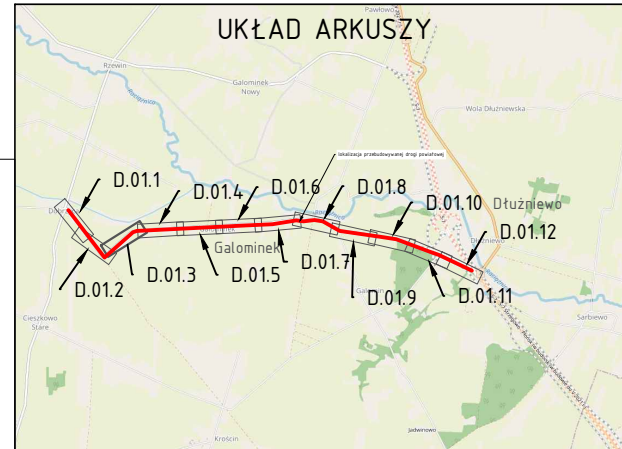 UKŁAD ARKUSZY
Pawłowo
Rzewin
Galominek
Nowy
Wola Dłużniewska
lokalizacja przebudowywanej drogi powiatowej
D.01.1
D.01.4
D.01.6
D.01.8
D.01.10
Dłużniewo
D.01.12
Dłużniewo
Galominek
D.01.2
D.01.3
D.01.5
D.01.7
D.01.9
D.01.11
Cieszkowo
Stare
Sarbiewo
Krościn
Jadwinowo